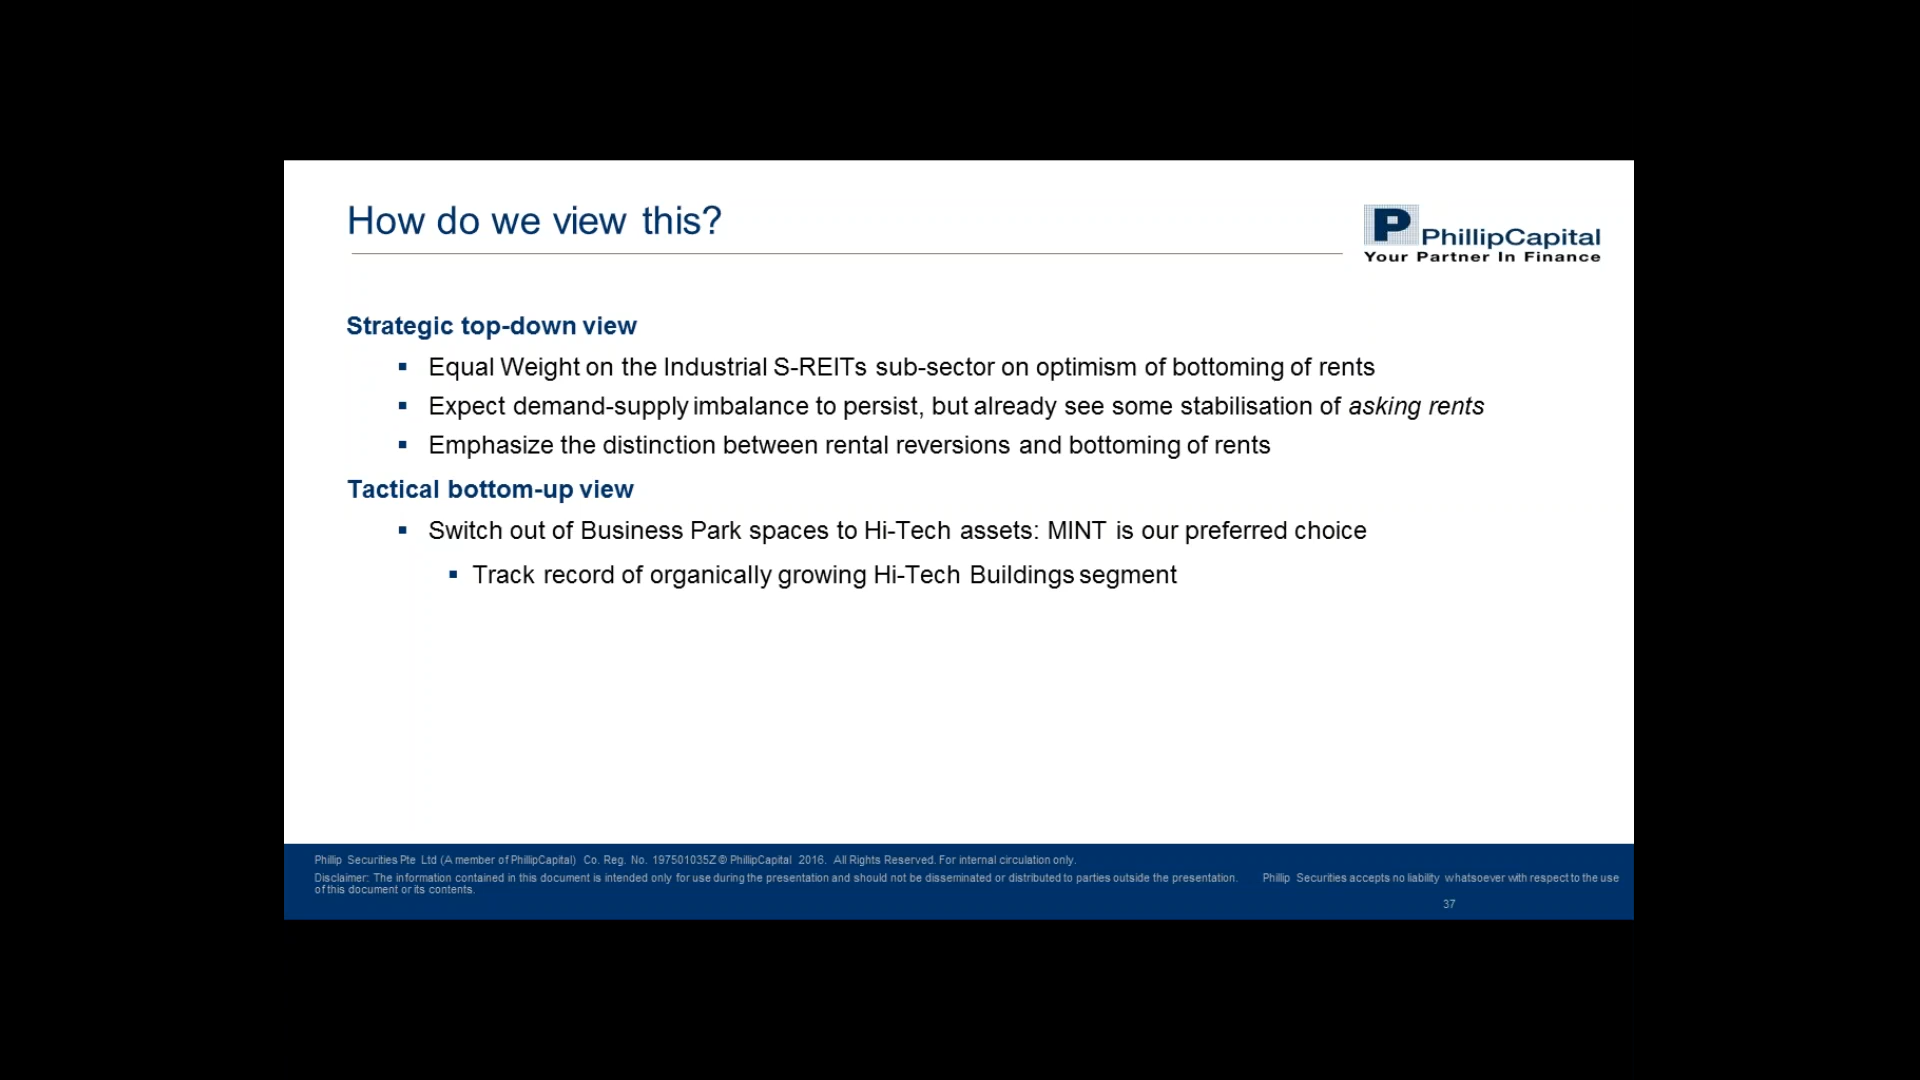 How do we view this?
PhillipCapital
Your Partner In Finance
Strategic top-down view
Equal Weight on the Industrial S-REITs sub-sector on optimism of bottoming of rents
Expect demand-supply imbalance to persist, but already see some stabilisation of asking rents
Emphasize the distinction between rental reversions and bottoming of rents
Tactical bottom-up view
Switch out of Business Park spaces to Hi-Tech assets: MINT is our preferred choice
Track record of organically growing Hi-Tech Buildings segment
Phillip Securities Pte Ltd (A member of PhillipCapital) Co. Reg. No. 197501035Z © PhillipCapital 2016. All Rights Reserved. For internal circulation only.
Disclaimer: The information contained in this document is intended only for use during the presentation and should not be disseminated or distributed to parties outside the presentation. Phillip Securities accepts no liability whatsoever with respect to the use
of this document or its contents.
37